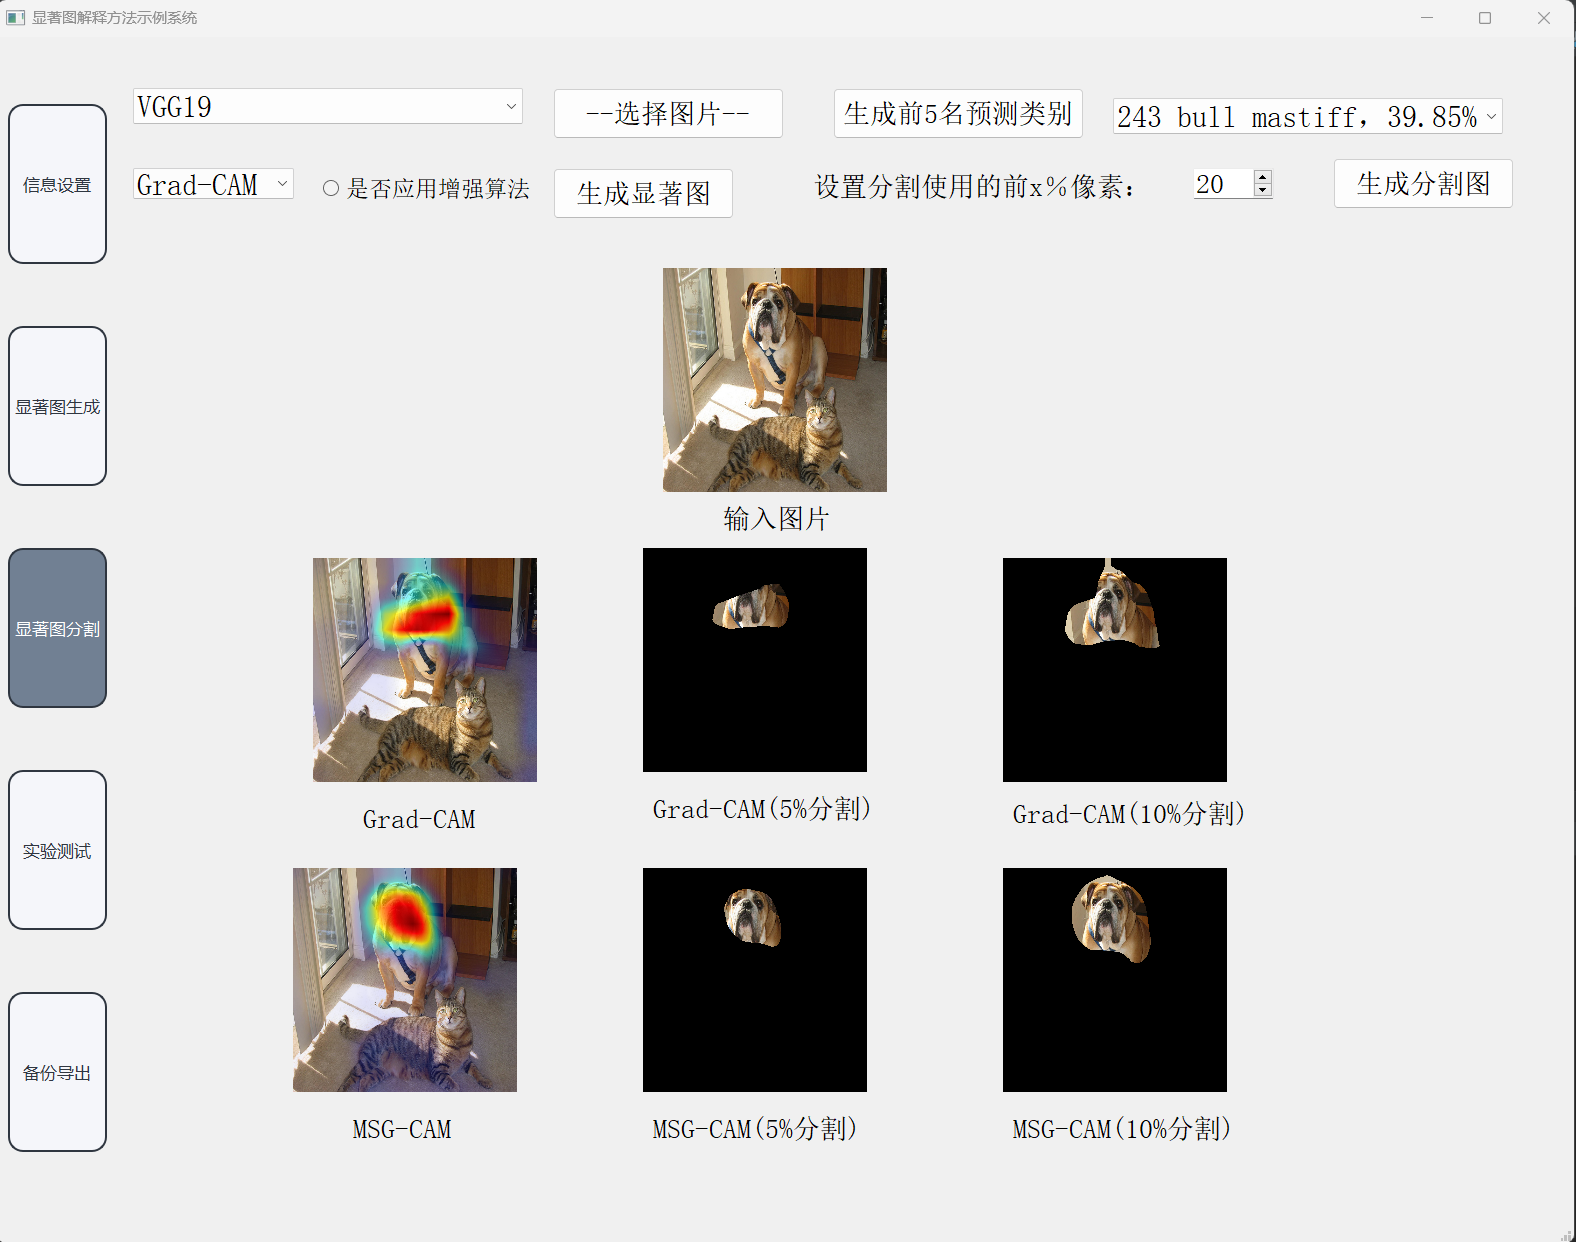 显著图解释方法示例系统
VGG19
--选择图片--
生成前5名预测类别
243 bull mastiff, 39.85%
Grad-CAM
是否应用增强算法
生成显著图
设置分割使用的前x%像素:
20
生成分割图
信息设置
显著图生成
显著图分割
实验测试
备份导出
输入图片
Grad-CAM
Grad-CAM(5%分割)
Grad-CAM(10%分割)
MSG-CAM
MSG-CAM(5%分割)
MSG-CAM(10%分割)